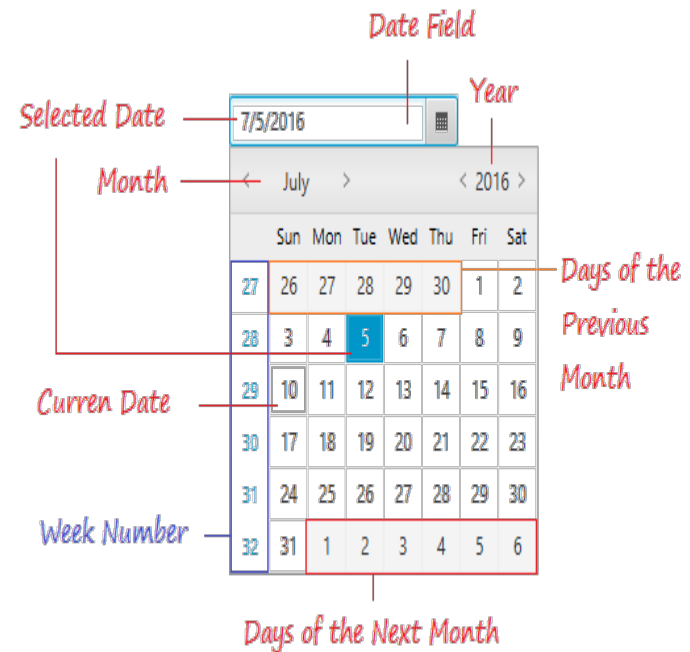 Date Field
Year
Selected Date
7/5/2016
Month
< July >
< 2016 >
Sun Mon Tue Wed Thu Fri Sat
27 26 27 28 29 30 1 2
28 3 4 5 6 7 8 9
29 10 11 12 13 14 15 16
30 17 18 19 20 21 22 23
31 24 25 26 27 28 29 30
32 31 1 2 3 4 5 6
Days of the
Previous
Month
Curren Date
Week Number
Days of the Next Month